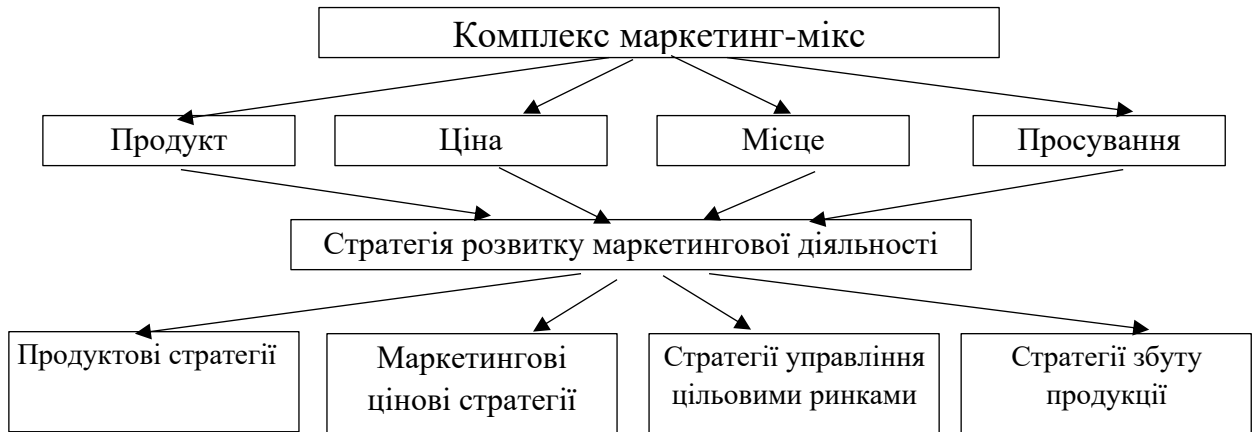 Комплекс маркетинг-мікс
Продукт
Ціна
Місце
Просування
Стратегія розвитку маркетингової діяльності
Продуктові стратегії
Маркетингові
цінові стратегії
Стратегії управління
цільовими ринками
Стратегії збуту
продукції